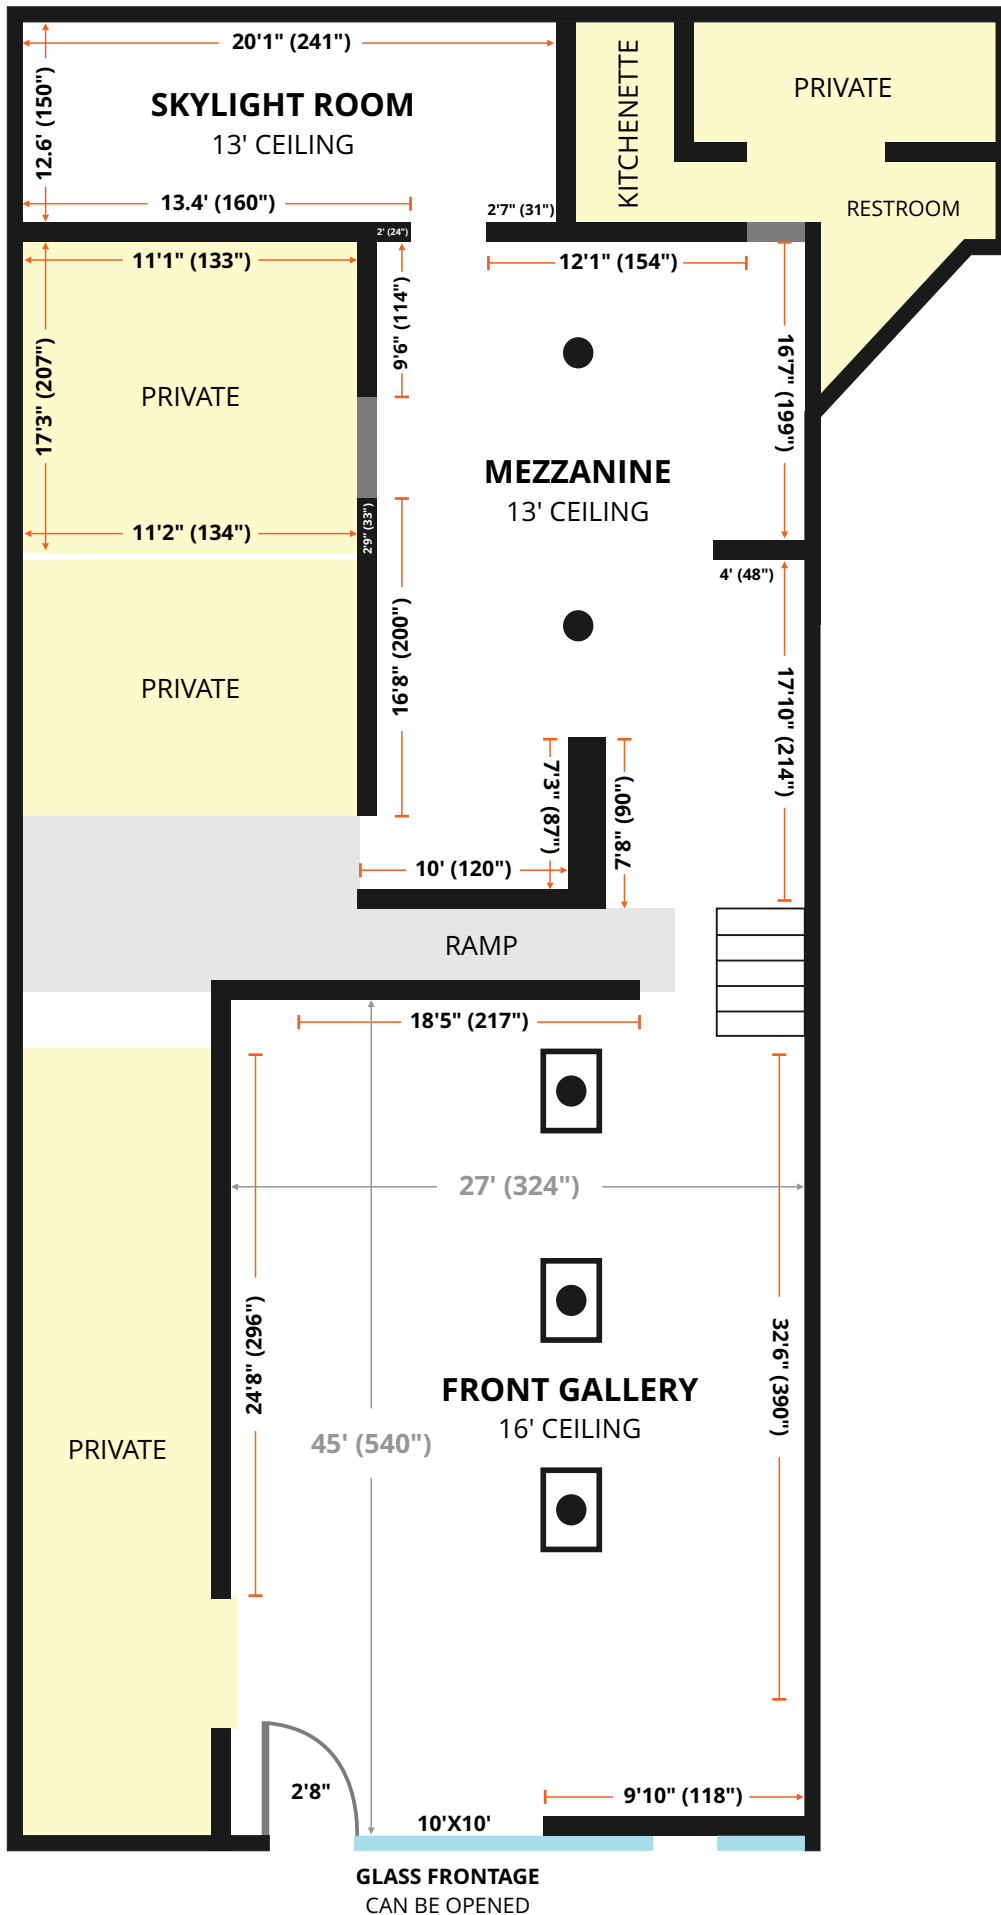 20'1" (241")
SKYLIGHT ROOM
13' CEILING
12.6' (150")
13.4' (160")
2'7" (31")
KITCHENETTE
PRIVATE
RESTROOM
2' (24")
11'1" (133")
12'1" (154")
9'6" (114")
17'3" (207")
PRIVATE
16'7" (199")
MEZZANINE
13' CEILING
11'2" (134")
2'9" (33")
4' (48")
16'8" (200")
PRIVATE
17'10" (214")
7'3" (87")
7'8" (90")
10' (120")
RAMP
18'5" (217")
27' (324")
24'8" (296")
32'6" (390")
FRONT GALLERY
16' CEILING
45' (540")
PRIVATE
2'8"
9'10" (118")
10'X10'
GLASS FRONTAGE
CAN BE OPENED